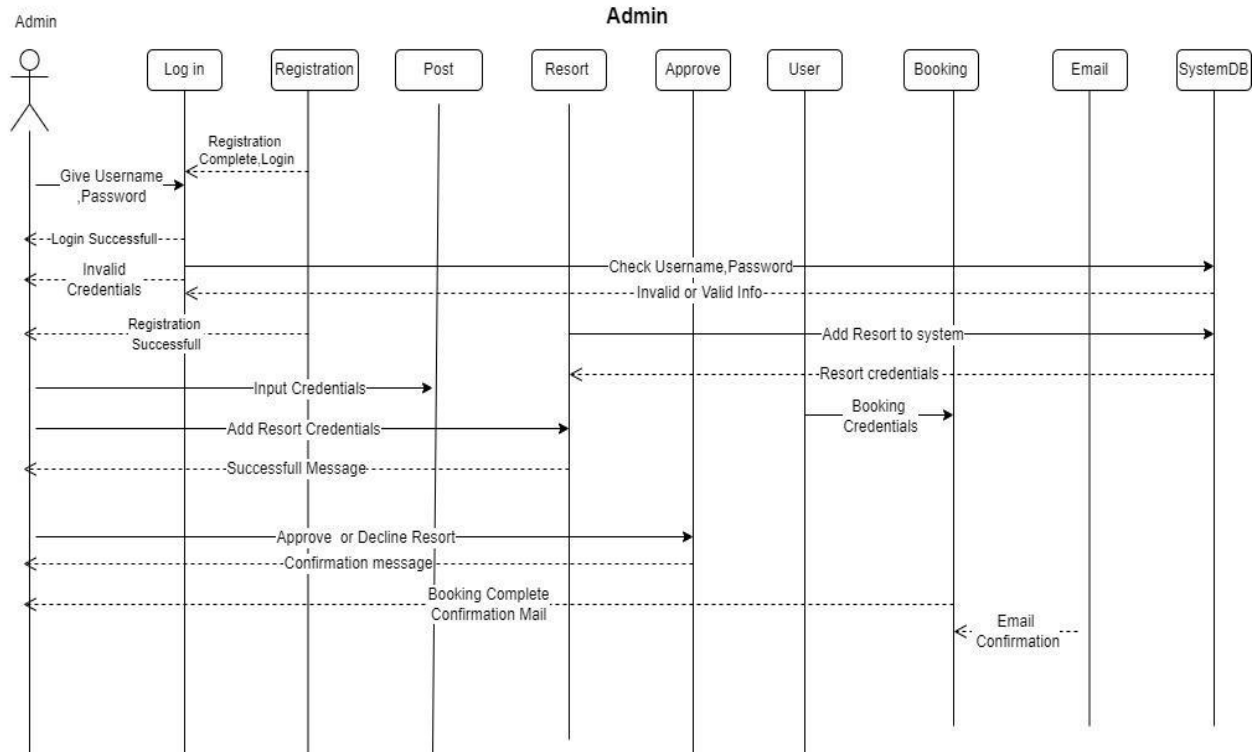 Admin
Admin
Log in
Registration
Post
Resort
Approve
User
Booking
Email
SystemDB
Registration
Complete,Login
Give Username
,Password
Login Successfull
Check Username,Password
Invalid
Credentials
Invalid or Valid Info
Registration
Successfull
Add Resort to system
Resort credentials
Input Credentials
Booking
Credentials
Add Resort Credentials
Successfull Message
Approve or Decline Resort
Confirmation message
Booking Complete
Confirmation Mail
Email
Confirmation